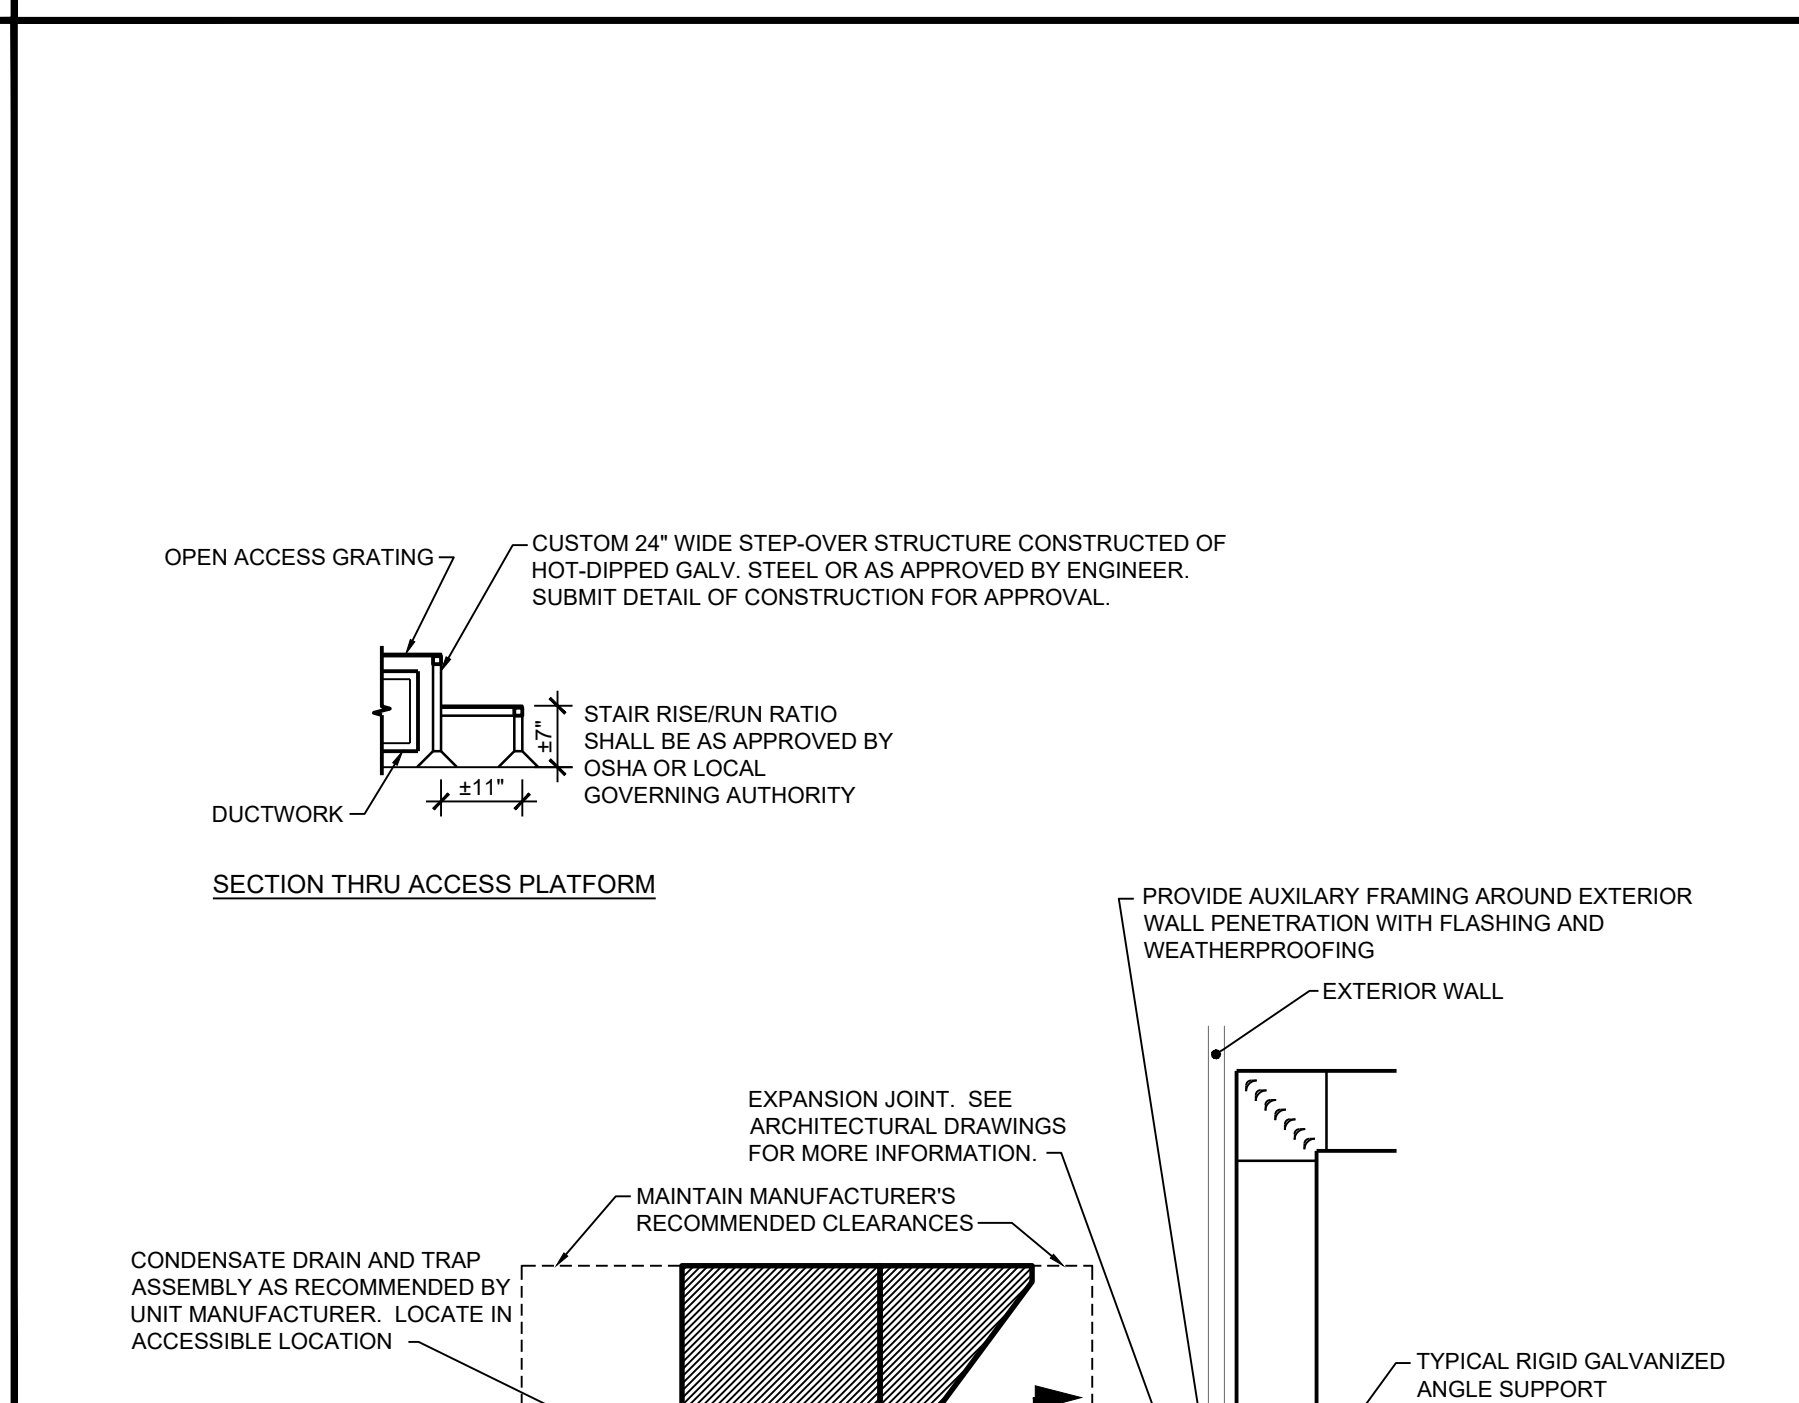 OPEN ACCESS GRATING
CUSTOM 24" WIDE STEP-OVER STRUCTURE CONSTRUCTED OF
HOT-DIPPED GALV. STEEL OR AS APPROVED BY ENGINEER.
SUBMIT DETAIL OF CONSTRUCTION FOR APPROVAL.
±7"
STAIR RISE/RUN RATIO
SHALL BE AS APPROVED BY
OSHA OR LOCAL
GOVERNING AUTHORITY
±11"
DUCTWORK
SECTION THRU ACCESS PLATFORM
PROVIDE AUXILARY FRAMING AROUND EXTERIOR
WALL PENETRATION WITH FLASHING AND
WEATHERPROOFING
EXTERIOR WALL
EXPANSION JOINT. SEE
ARCHITECTURAL DRAWINGS
FOR MORE INFORMATION.
MAINTAIN MANUFACTURER'S
RECOMMENDED CLEARANCES
CONDENSATE DRAIN AND TRAP
ASSEMBLY AS RECOMMENDED BY
UNIT MANUFACTURER. LOCATE IN
ACCESSIBLE LOCATION
TYPICAL RIGID GALVANIZED
ANGLE SUPPORT